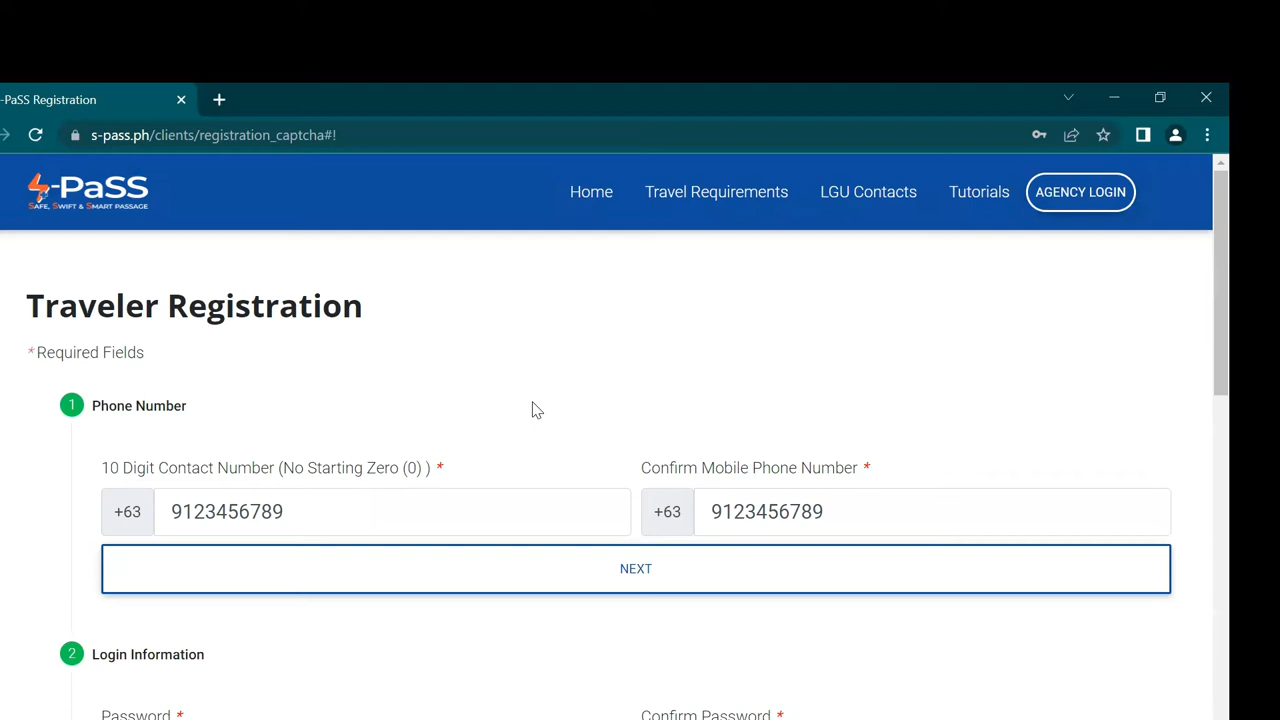 -PaSS Registration
s-pass.ph/clients/registration_captcha#!
-PaSS
SAFE, SWIFT & SMART PASSAGE
Home Travel Requirements LGU Contacts Tutorials AGENCY LOGIN
Traveler Registration
*Required Fields
1 Phone Number
10 Digit Contact Number (No Starting Zero (0) ) * Confirm Mobile Phone Number *
+63 9123456789 +63 9123456789
NEXT
2 Login Information
Password * Confirm Password *